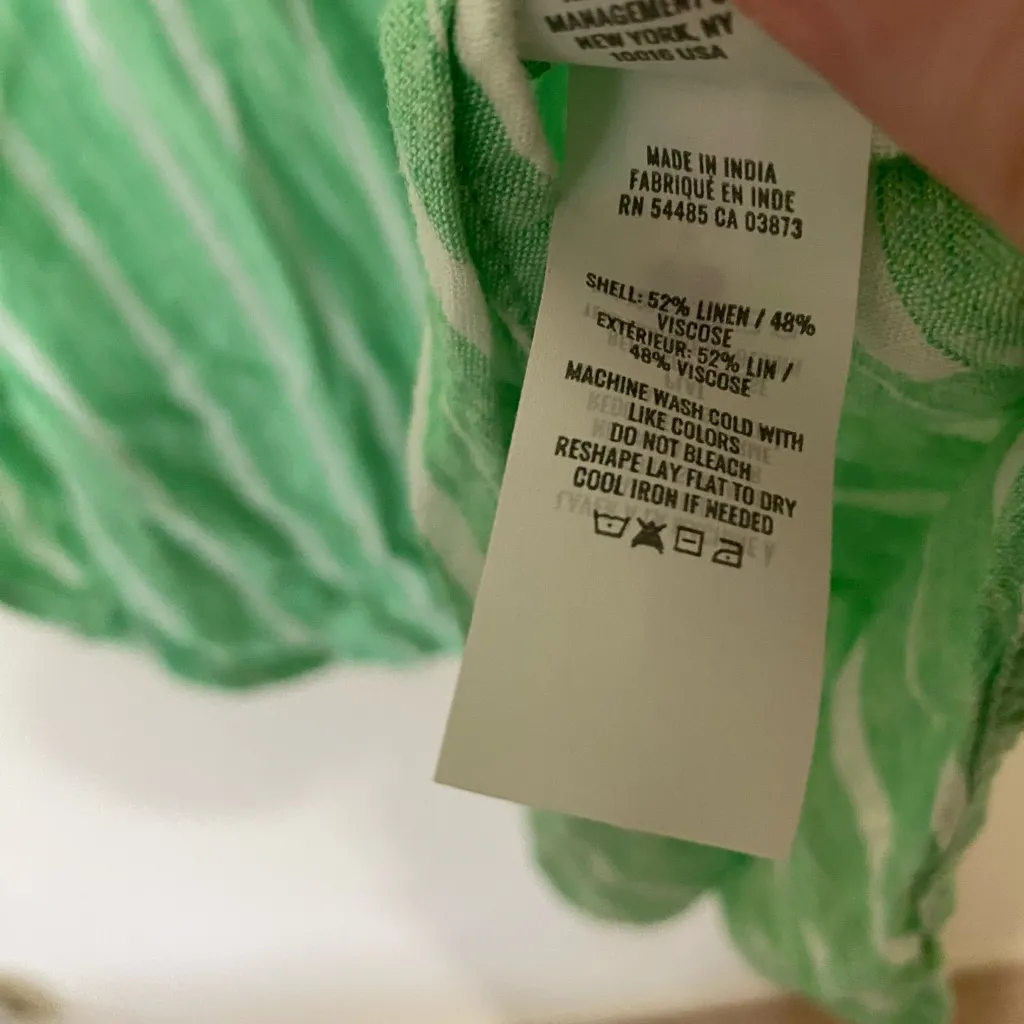 MANAGEMENT
NEW YORK, NY
10016 USA
MADE IN INDIA
FABRIQUÈ EN INDE
RN 54485 CA 03873
SHELL: 52% LINEN / 48%
VISCOSE
EXTÉRIEUR: 52% LIN /
48% VISCOSE
MACHINE WASH COLD WITH
LIKE COLORS
DO NOT BLEACH
RESHAPE LAY FLAT TO DRY
COOL IRON IF NEEDED